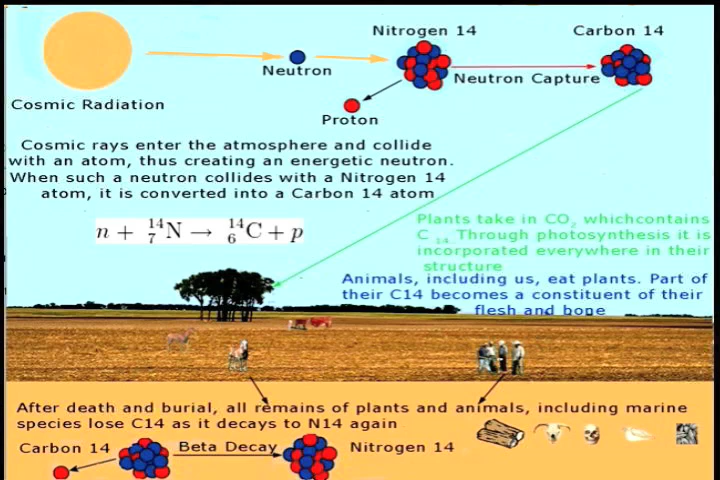 Nitrogen 14
Carbon 14
Neutron
Neutron Capture
Cosmic Radiation
Proton
Cosmic rays enter the atmosphere and collide
with an atom, thus creating an energetic neutron.
When such a neutron collides with a Nitrogen 14
atom, it is converted into a Carbon 14 atom
n + ¹⁴₇N → ¹⁴₆C + p
Plants take in CO₂ whichcontains
C ₁₄. Through photosynthesis it is
incorporated everywhere in their
structure
Animals, including us, eat plants. Part of
their C14 becomes a constituent of their
flesh and bone
After death and burial, all remains of plants and animals, including marine
species lose C14 as it decays to N14 again
Carbon 14
Beta Decay
Nitrogen 14